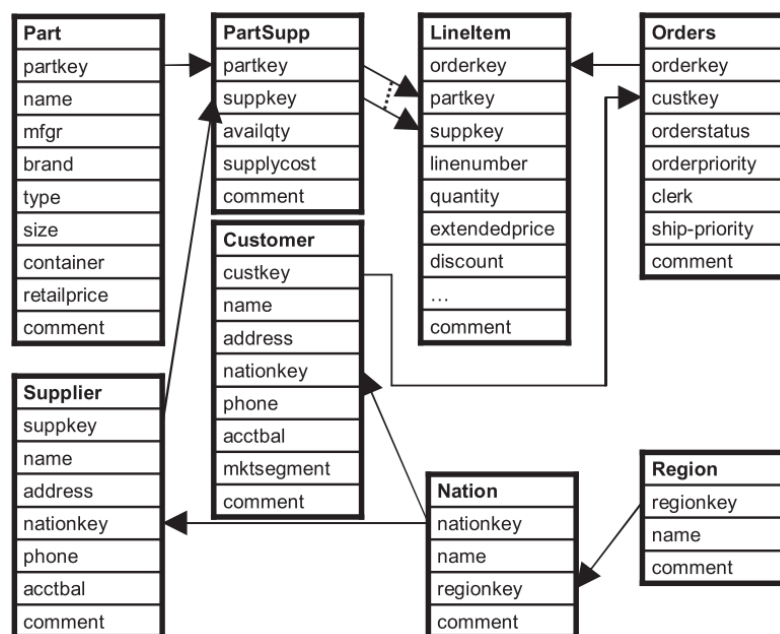 Part
partkey
name
mfgr
brand
type
size
container
retailprice
comment
PartSupp
partkey
suppkey
availqty
supplycost
comment
LineItem
orderkey
partkey
suppkey
linenumber
quantity
extendedprice
discount
...
comment
Orders
orderkey
custkey
orderstatus
orderpriority
clerk
ship-priority
comment
Customer
custkey
name
address
nationkey
phone
acctbal
mktsegment
comment
Supplier
suppkey
name
address
nationkey
phone
acctbal
comment
Nation
nationkey
name
regionkey
comment
Region
regionkey
name
comment